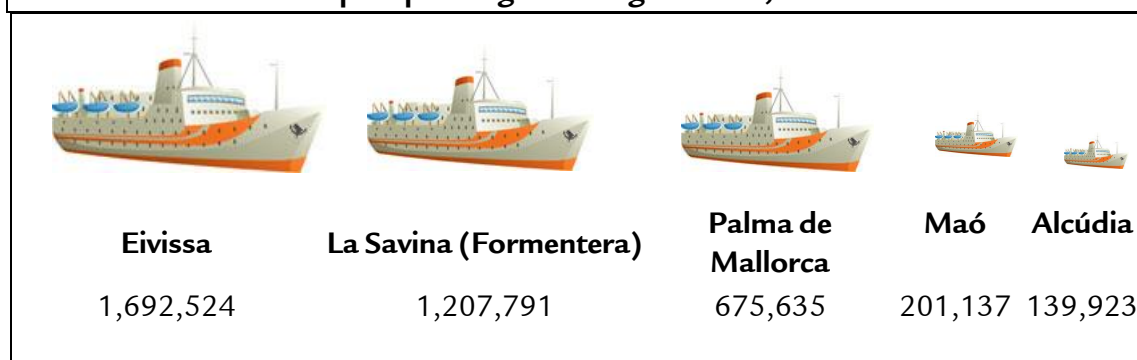 Eivissa
La Savina (Formentera)
Palma de
Mallorca
Maó
Alcúdia
1,692,524
1,207,791
675,635
201,137
139,923